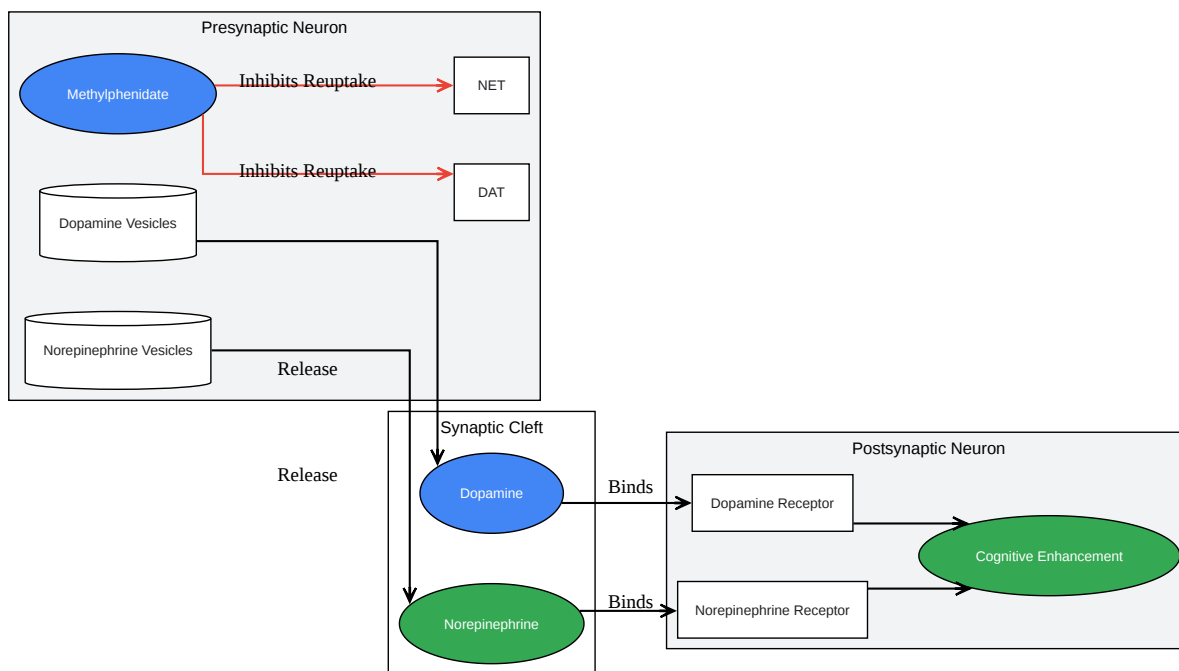 Presynaptic Neuron
Methylphenidate
Inhibits Reuptake
NET
Inhibits Reuptake
DAT
Dopamine Vesicles
Norepinephrine Vesicles
Release
Synaptic Cleft
Postsynaptic Neuron
Release
Dopamine
Binds
Dopamine Receptor
Cognitive Enhancement
Norepinephrine
Binds
Norepinephrine Receptor